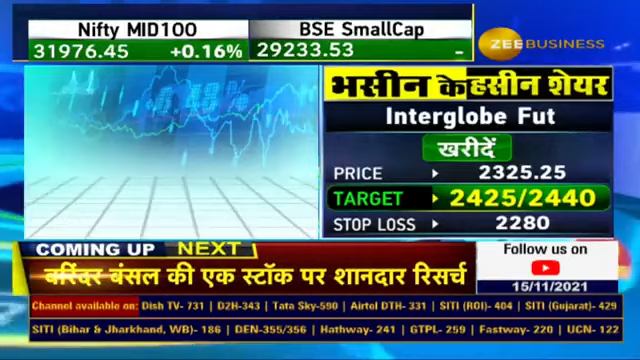 Nifty MID100
31976.45 +0.16%
BSE SmallCap
29233.53 -
ZEE BUSINESS
भसीन के हसीन शेयर
Interglobe Fut
खरीदें
PRICE 2325.25
TARGET 2425/2440
STOP LOSS 2280
COMING UP NEXT
बरिंदर बंसल की एक स्टॉक पर शानदार रिसर्च
Follow us on
15/11/2021
Channel available on: Dish TV- 731 | D2H-343 | Tata Sky-590 | Airtel DTH- 331 | SITI (ROI)- 404 | SITI (Gujarat)- 429
SITI (Bihar & Jharkhand, WB)- 186 | DEN-355/356 | Hathway- 241 | GTPL- 259 | Fastway- 220 | UCN- 122